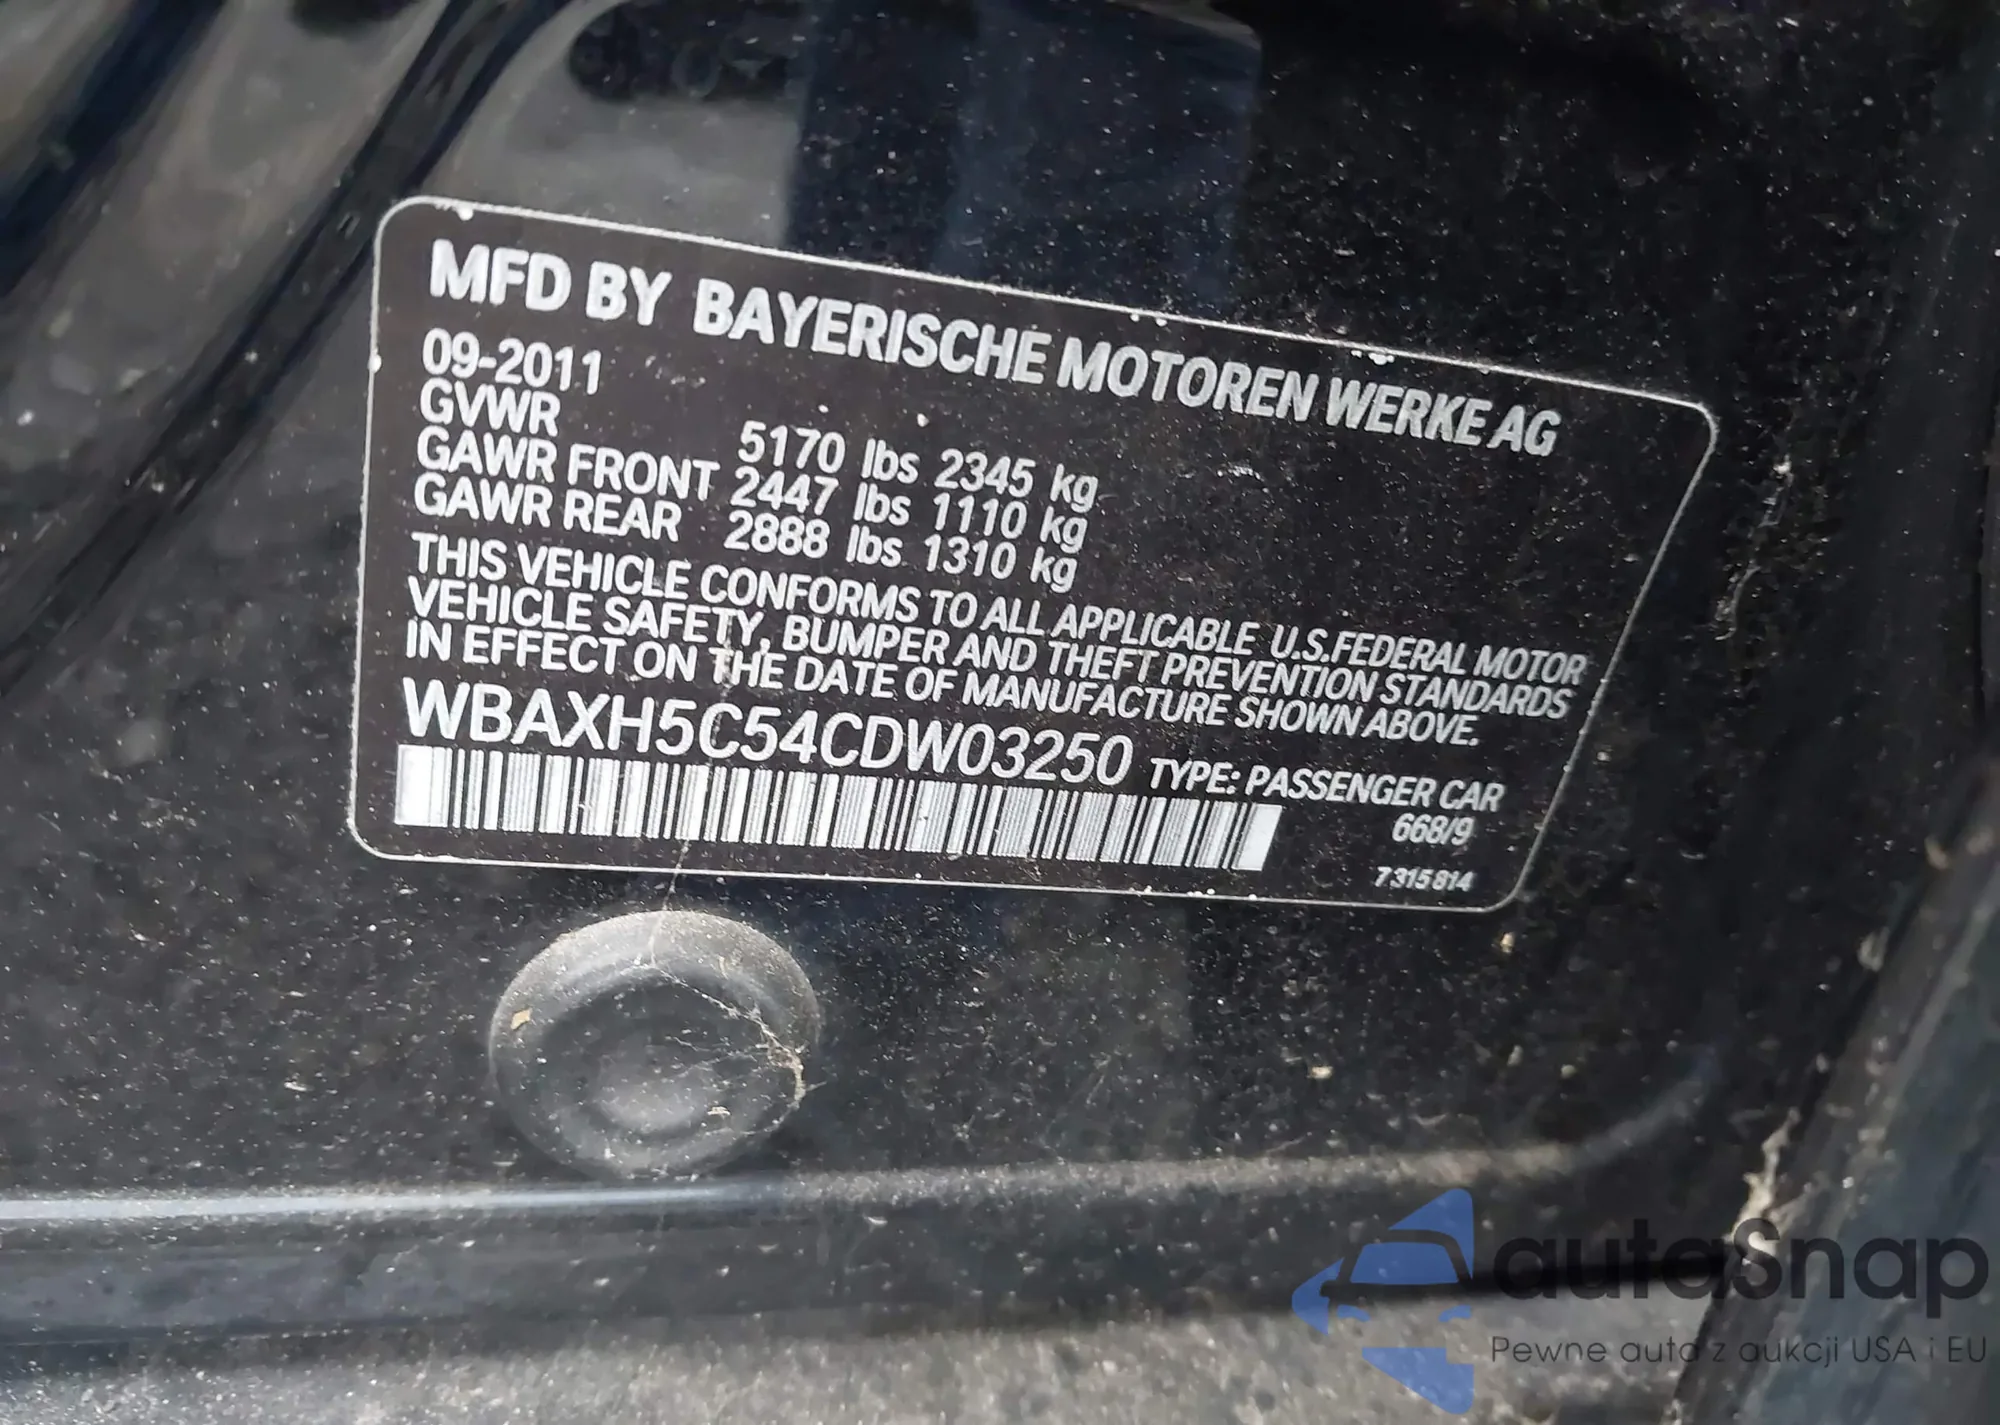 MFD BY BAYERISCHE MOTOREN WERKE AG
09-2011
GVWR 5170 lbs 2345 kg
GAWR FRONT 2447 lbs 1110 kg
GAWR REAR 2888 lbs 1310 kg
THIS VEHICLE CONFORMS TO ALL APPLICABLE U.S.FEDERAL MOTOR
VEHICLE SAFETY, BUMPER AND THEFT PREVENTION STANDARDS
IN EFFECT ON THE DATE OF MANUFACTURE SHOWN ABOVE.
WBAXH5C54CDW03250 TYPE: PASSENGER CAR
668/9
7315814
autaSnap
Pewne auta z aukcji USA i EU